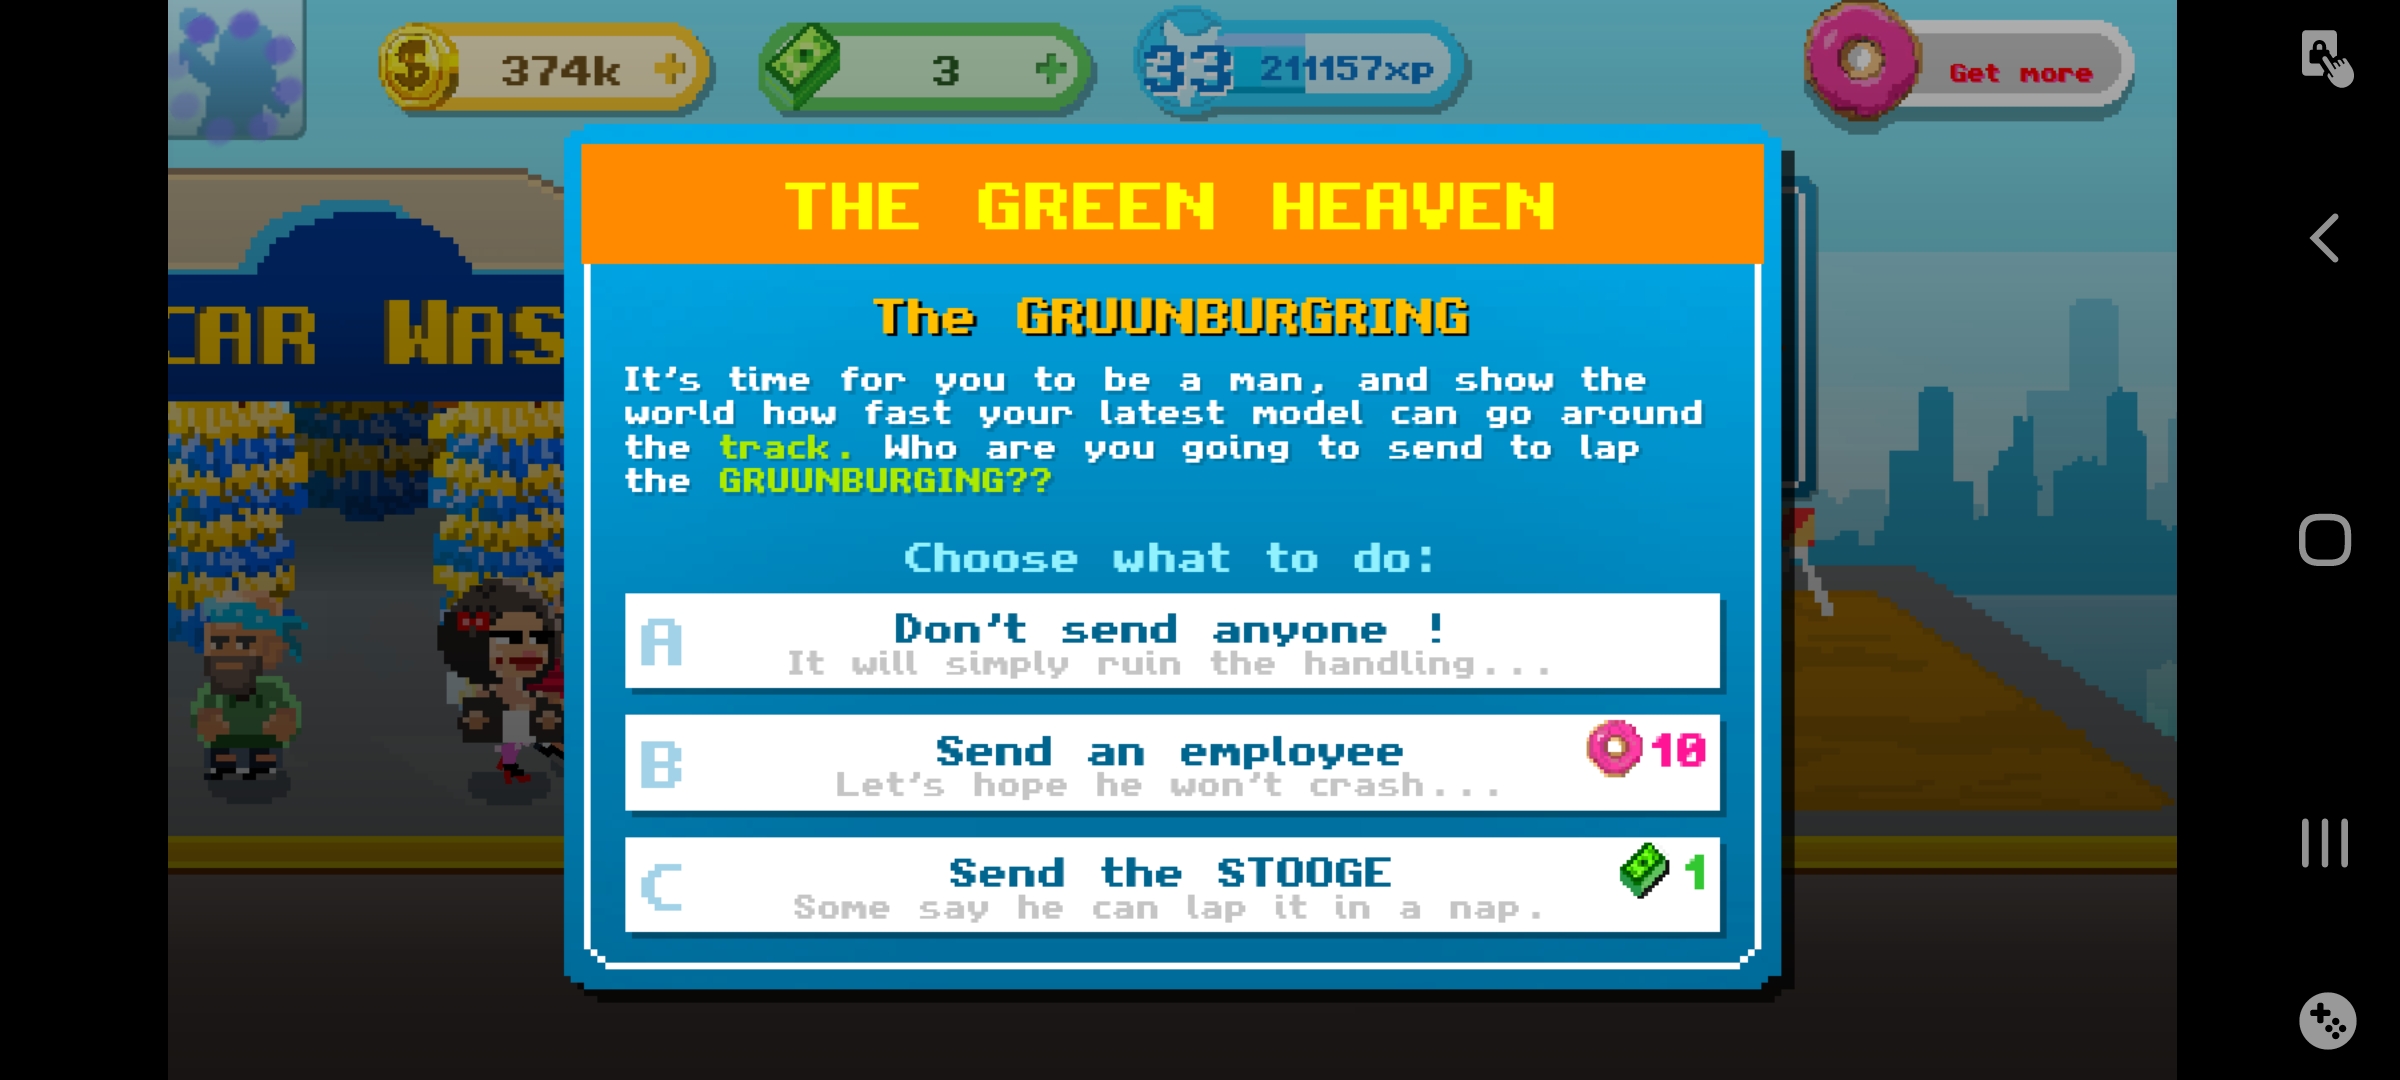 374k
3
33 211157xp
Get more
CAR WAS
THE GREEN HEAVEN
The GRUUNBURGRING
It's time for you to be a man, and show the
world how fast your latest model can go around
the track. Who are you going to send to lap
the GRUUNBURGING??
Choose what to do:
A
Don't send anyone !
It will simply ruin the handling...
B
Send an employee
10
Let's hope he won't crash...
C
Send the STOOGE
1
Some say he can lap it in a nap.